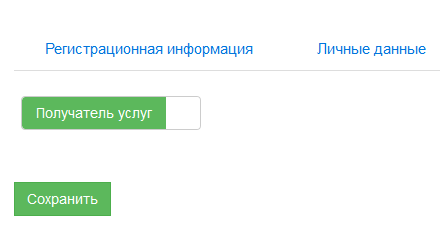 Регистрационная информация Личные данные
Получатель услуг
Сохранить